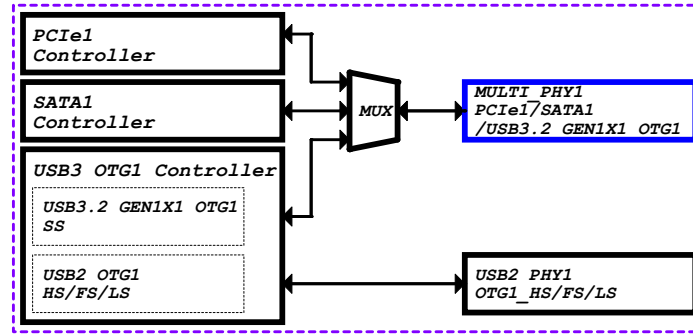 PCIe1
Controller
SATA1
Controller
USB3 OTG1 Controller
USB3.2 GEN1X1 OTG1
SS
USB2 OTG1
HS/FS/LS
MUX
MULTI_PHY1
PCIe1/SATA1
/USB3.2 GEN1X1 OTG1
USB2 PHY1
OTG1_HS/FS/LS